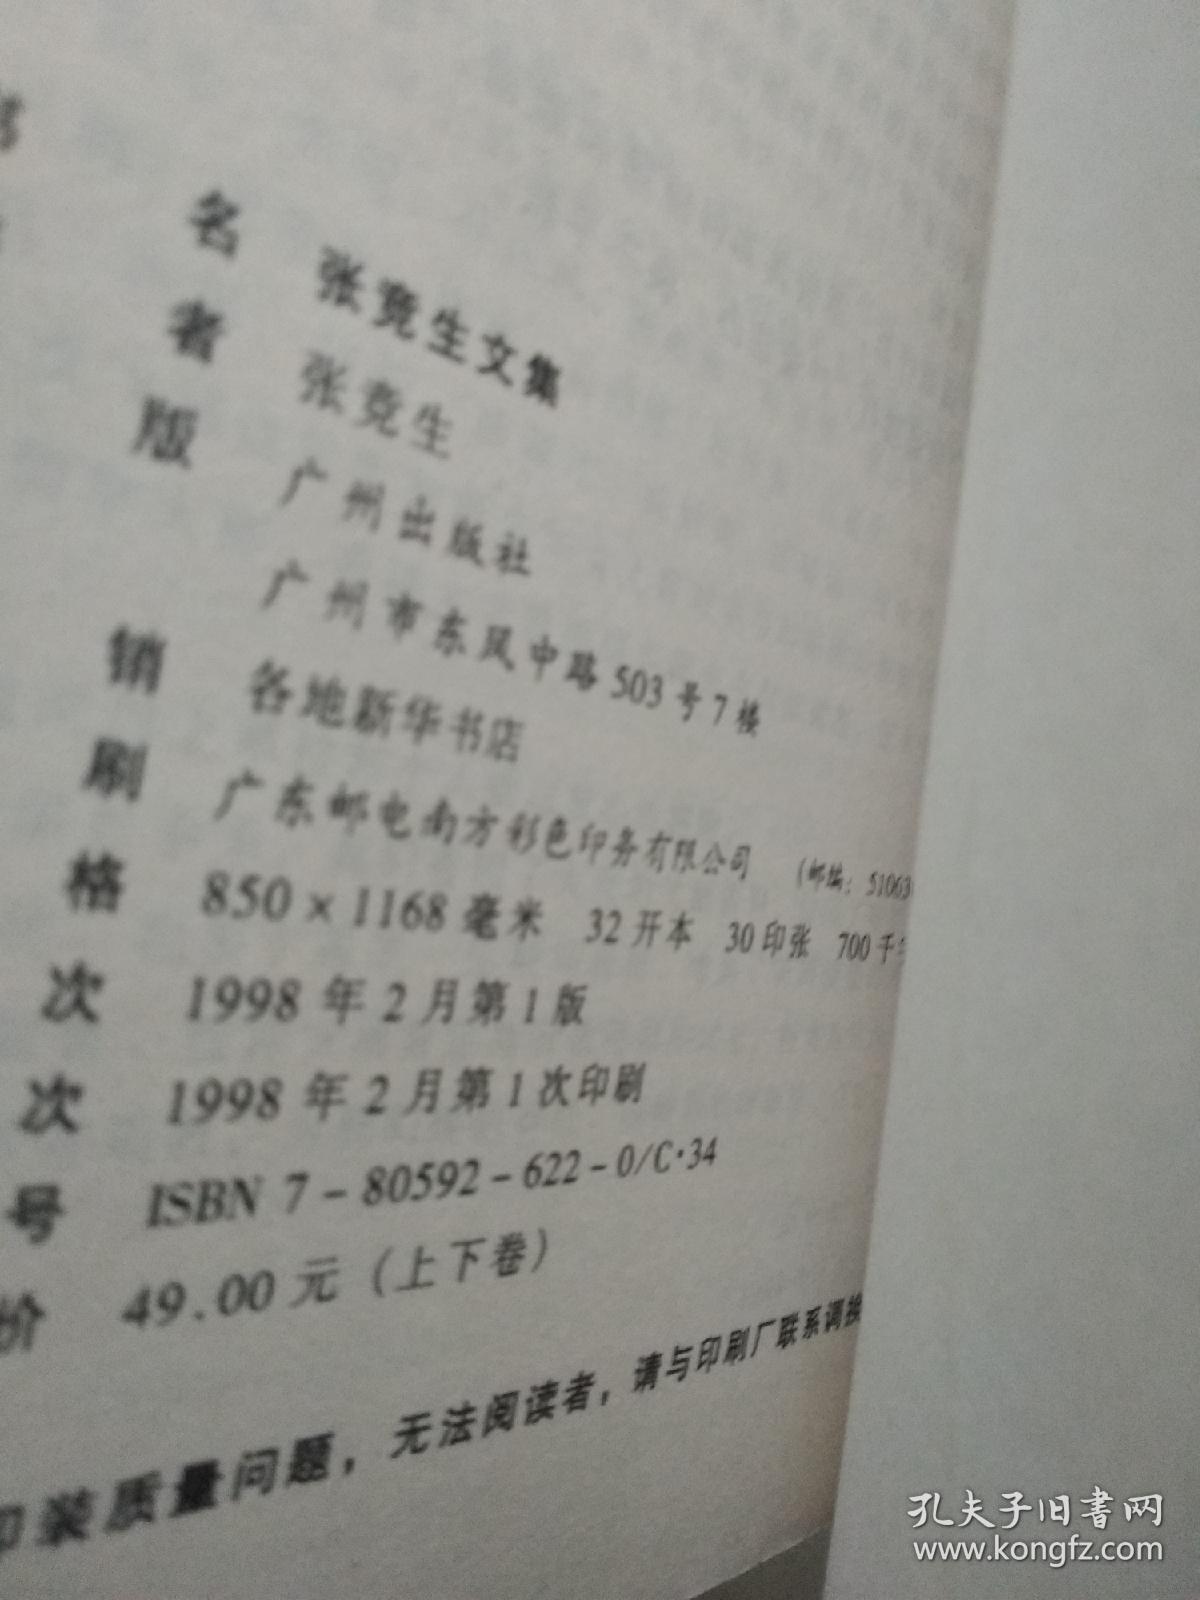 名 张竞生文集
者 张竞生
版 广州出版社
广州市东风中路503号7楼
销 各地新华书店
刷 广东邮电南方彩色印务有限公司 (邮编: 51063
格 850×1168毫米 32开本 30印张 700千
次 1998年2月第1版
次 1998年2月第1次印刷
号 ISBN 7-80592-622-0/C·34
价 49.00元(上下卷)
印装质量问题，无法阅读者，请与印刷厂联系调换
孔夫子旧书网
www.kongfz.com